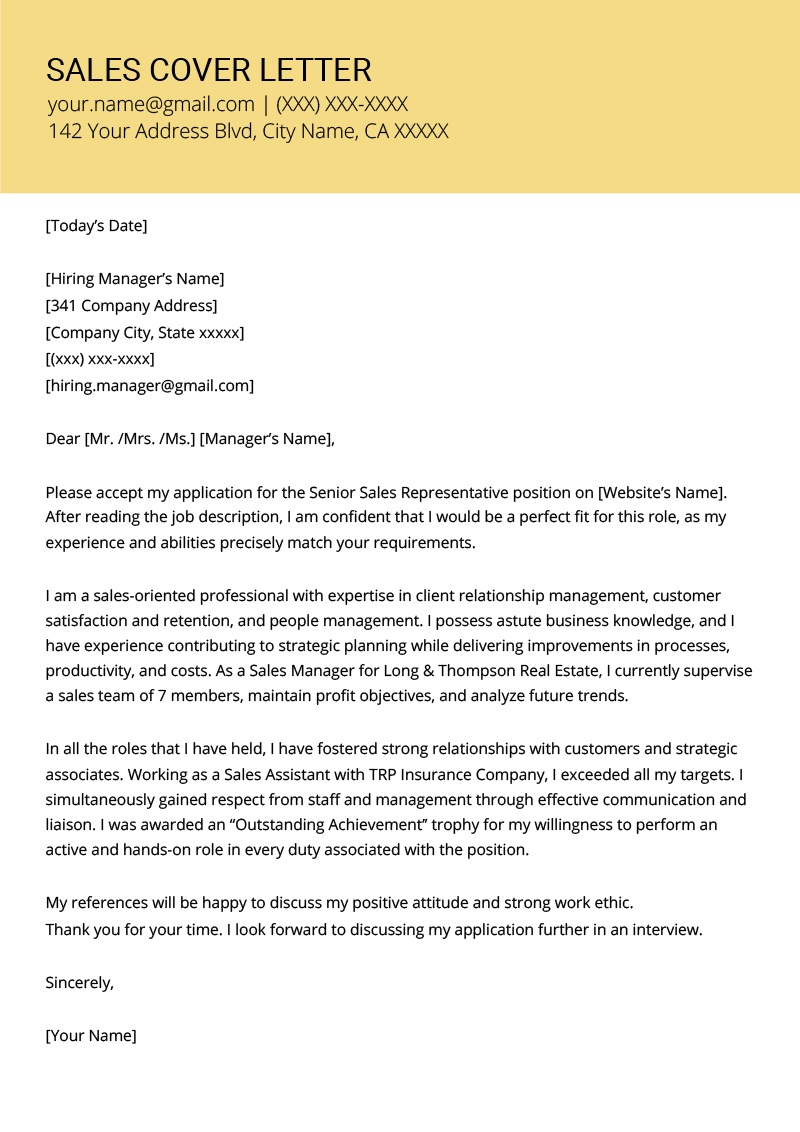 SALES COVER LETTER
your.name@gmail.com | (XXX) XXX-XXXX
142 Your Address Blvd, City Name, CA XXXXX
[Today’s Date]
[Hiring Manager’s Name]
[341 Company Address]
[Company City, State xxxxx]
[(xxx) xxx-xxxx]
[hiring.manager@gmail.com]
Dear [Mr. /Mrs. /Ms.] [Manager’s Name],
Please accept my application for the Senior Sales Representative position on [Website’s Name].
After reading the job description, I am confident that I would be a perfect fit for this role, as my
experience and abilities precisely match your requirements.
I am a sales-oriented professional with expertise in client relationship management, customer
satisfaction and retention, and people management. I possess astute business knowledge, and I
have experience contributing to strategic planning while delivering improvements in processes,
productivity, and costs. As a Sales Manager for Long & Thompson Real Estate, I currently supervise
a sales team of 7 members, maintain profit objectives, and analyze future trends.
In all the roles that I have held, I have fostered strong relationships with customers and strategic
associates. Working as a Sales Assistant with TRP Insurance Company, I exceeded all my targets. I
simultaneously gained respect from staff and management through effective communication and
liaison. I was awarded an “Outstanding Achievement” trophy for my willingness to perform an
active and hands-on role in every duty associated with the position.
My references will be happy to discuss my positive attitude and strong work ethic.
Thank you for your time. I look forward to discussing my application further in an interview.
Sincerely,
[Your Name]